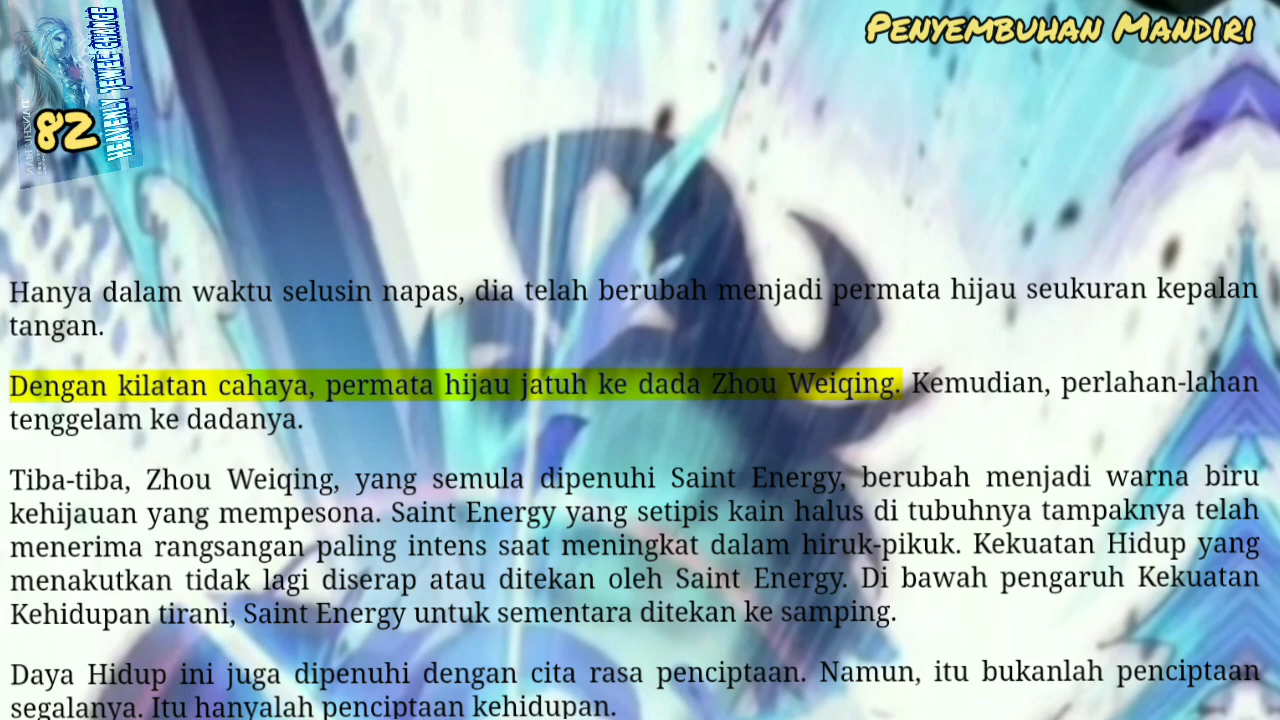 Penyembuhan Mandiri
HEAVENLY JEWEL CHANGE
82
Hanya dalam waktu selusin napas, dia telah berubah menjadi permata hijau seukuran kepalan
tangan.
Dengan kilatan cahaya, permata hijau jatuh ke dada Zhou Weiqing. Kemudian, perlahan-lahan
tenggelam ke dadanya.
Tiba-tiba, Zhou Weiqing, yang semula dipenuhi Saint Energy, berubah menjadi warna biru
kehijauan yang mempesona. Saint Energy yang setipis kain halus di tubuhnya tampaknya telah
menerima rangsangan paling intens saat meningkat dalam hiruk-pikuk. Kekuatan Hidup yang
menakutkan tidak lagi diserap atau ditekan oleh Saint Energy. Di bawah pengaruh Kekuatan
Kehidupan tirani, Saint Energy untuk sementara ditekan ke samping.
Daya Hidup ini juga dipenuhi dengan cita rasa penciptaan. Namun, itu bukanlah penciptaan
segalanya. Itu hanyalah penciptaan kehidupan.